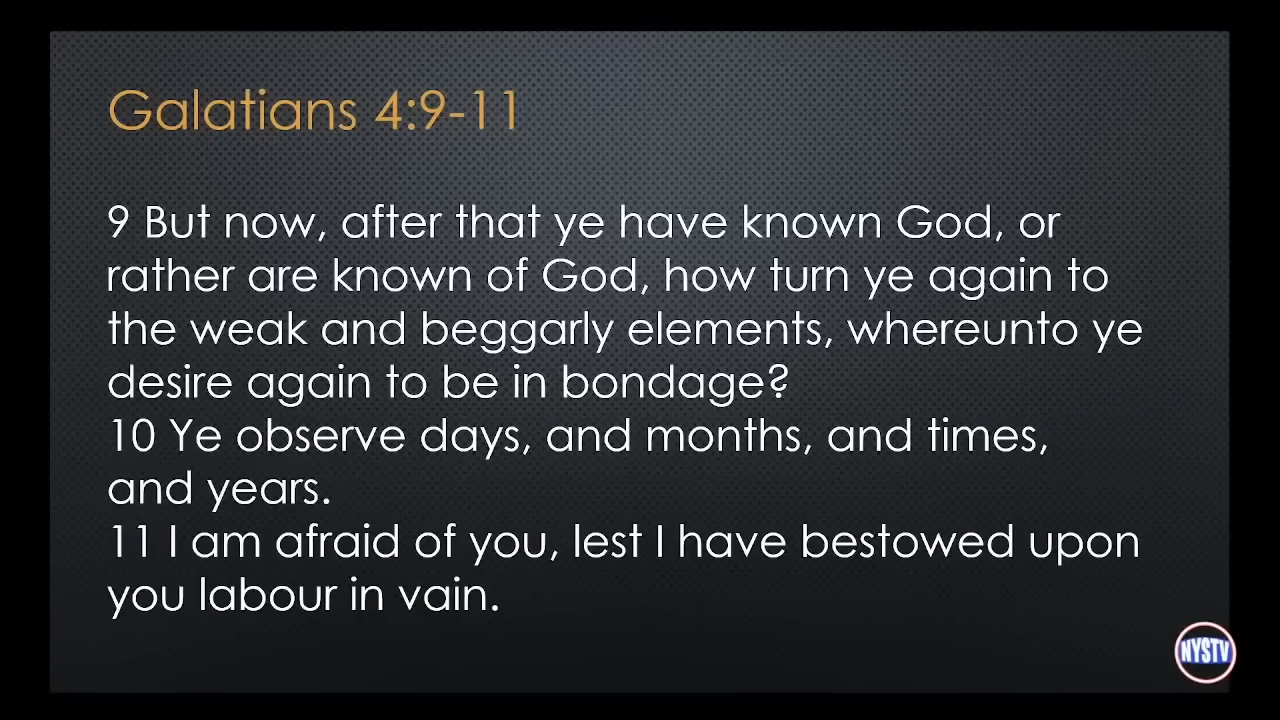 Galatians 4:9-11
9 But now, after that ye have known God, or
rather are known of God, how turn ye again to
the weak and beggarly elements, whereunto ye
desire again to be in bondage?
10 Ye observe days, and months, and times,
and years.
11 I am afraid of you, lest I have bestowed upon
you labour in vain.
NYSTV